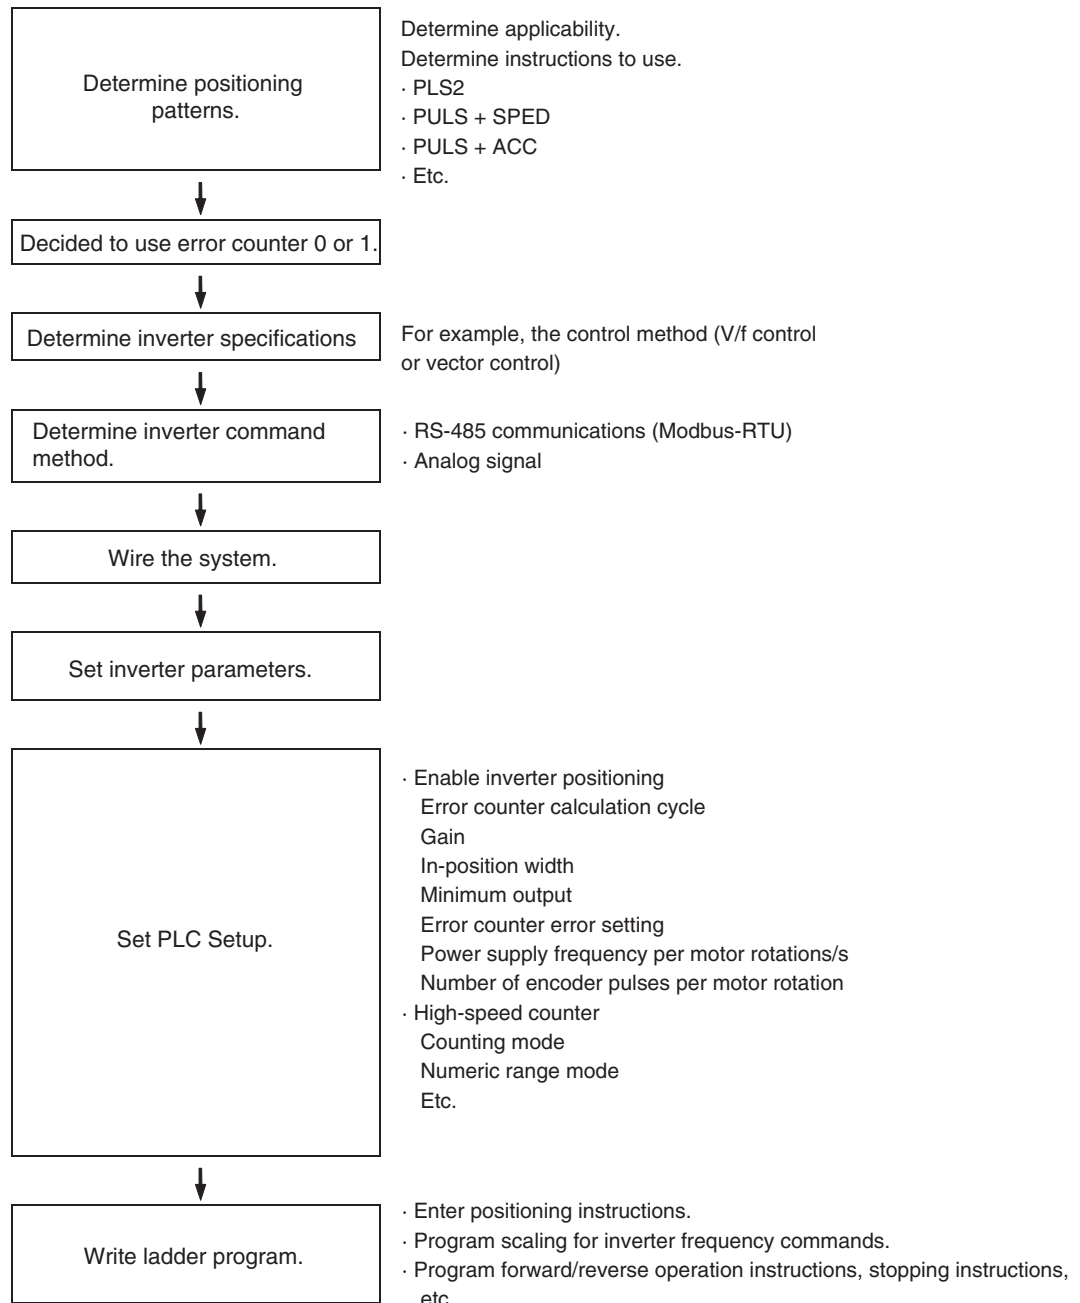 Determine positioning
patterns.
Determine applicability.
Determine instructions to use.
· PLS2
· PULS + SPED
· PULS + ACC
· Etc.
Decided to use error counter 0 or 1.
Determine inverter specifications
For example, the control method (V/f control
or vector control)
Determine inverter command
method.
· RS-485 communications (Modbus-RTU)
· Analog signal
Wire the system.
Set inverter parameters.
Set PLC Setup.
· Enable inverter positioning
Error counter calculation cycle
Gain
In-position width
Minimum output
Error counter error setting
Power supply frequency per motor rotations/s
Number of encoder pulses per motor rotation
· High-speed counter
Counting mode
Numeric range mode
Etc.
Write ladder program.
· Enter positioning instructions.
· Program scaling for inverter frequency commands.
· Program forward/reverse operation instructions, stopping instructions,
etc